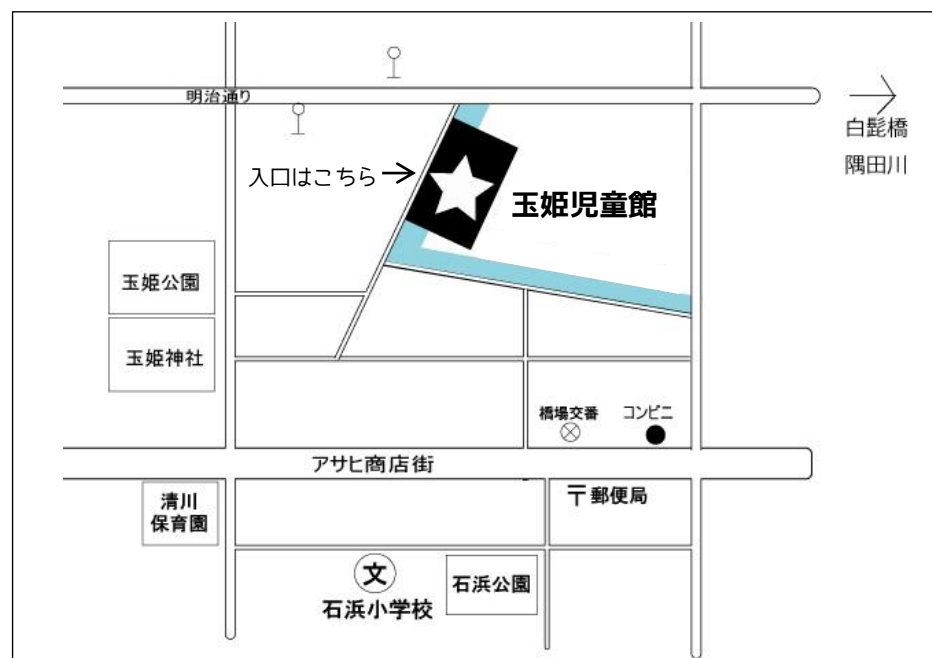 明治通り
白髭橋
隅田川
入口はこちら
玉姫児童館
玉姫公園
玉姫神社
橋場交番
コンビニ
アサヒ商店街
清川
保育園
〒郵便局
文
石浜小学校
石浜公園